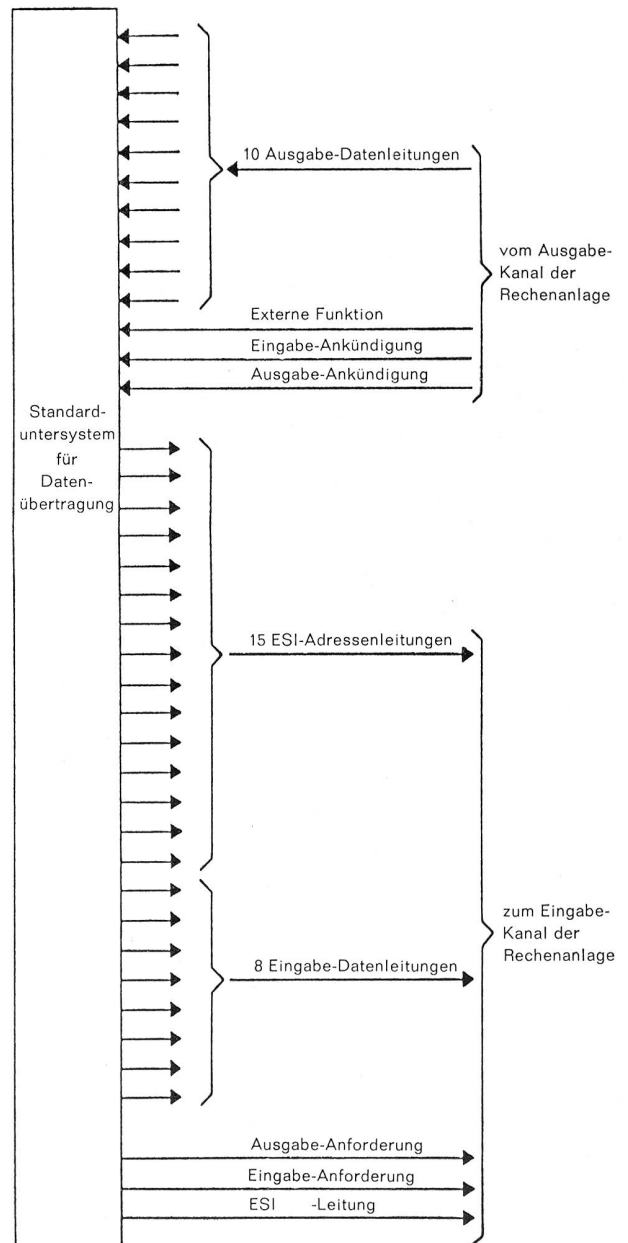 10 Ausgabe-Datenleitungen
vom Ausgabe-
Kanal der
Rechenanlage
Externe Funktion
Eingabe-Ankündigung
Ausgabe-Ankündigung
Standard-
untersystem
für
Daten-
übertragung
15 ESI-Adressenleitungen
zum Eingabe-
Kanal der
Rechenanlage
8 Eingabe-Datenleitungen
Ausgabe-Anforderung
Eingabe-Anforderung
ESI -Leitung